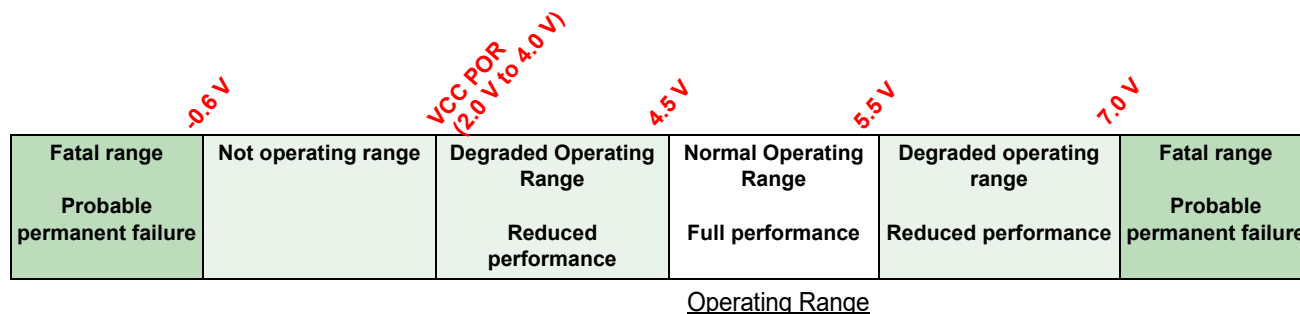 -0.6 V
VCC POR
(2.0 V to 4.0 V)
4.5 V
5.5 V
7.0 V
Fatal range
Probable
permanent failure
Not operating range
Degraded Operating
Range
Reduced
performance
Normal Operating
Range
Full performance
Degraded operating
range
Reduced performance
Fatal range
Probable
permanent failure
Operating Range